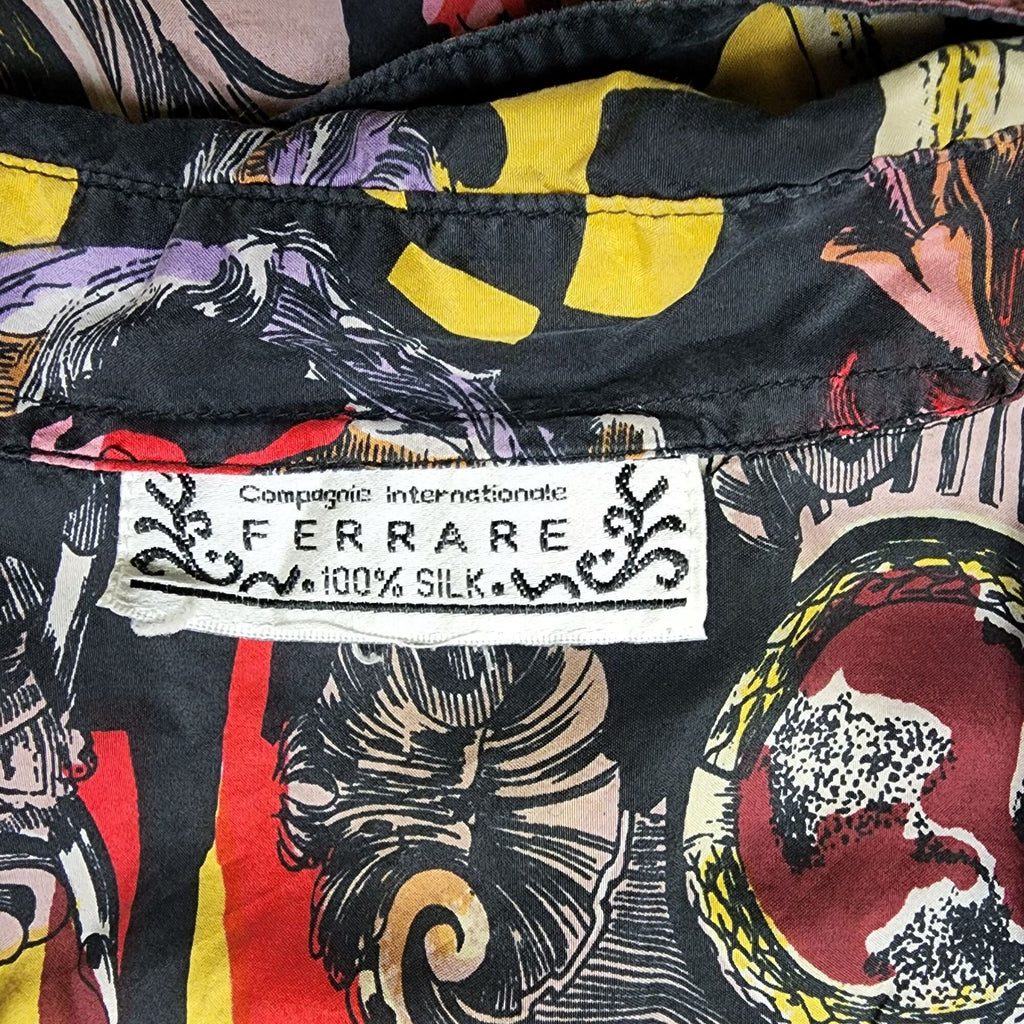 Compagnie internationale
FERRARE
100% SILK